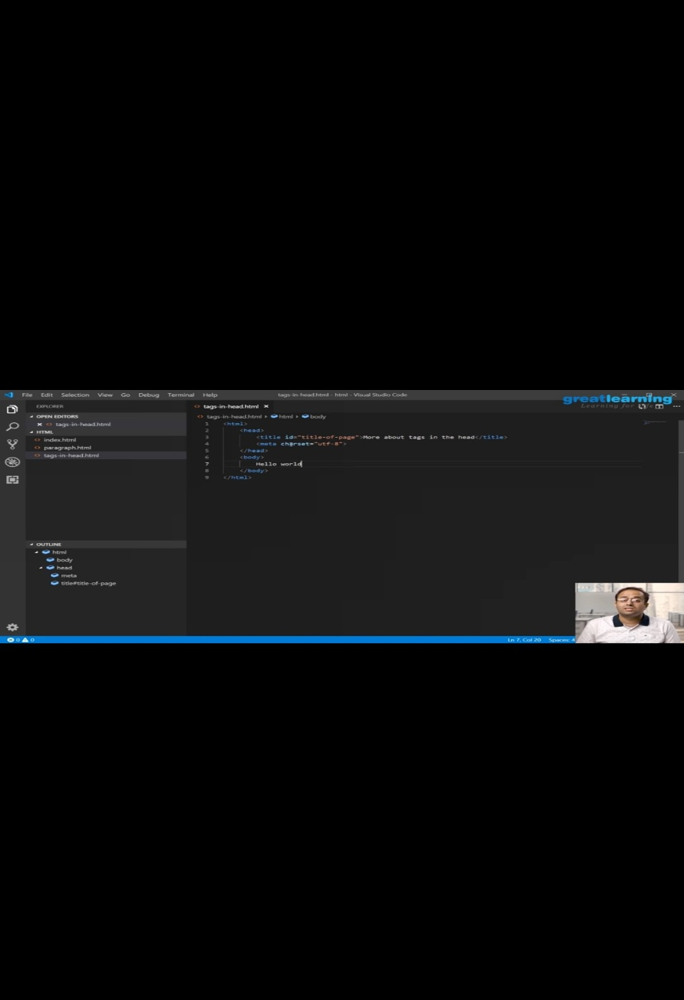 File Edit Selection View Go Debug Terminal Help
tags-in-head.html - html - Visual Studio Code
greatlearning
Learning for Life
EXPLORER
OPEN EDITORS
tags-in-head.html
HTML
index.html
paragraph.html
tags-in-head.html
OUTLINE
html
body
head
meta
title#title-of-page
tags-in-head.html
tags-in-head.html html body
1 <html>
2 <head>
3 <title id="title-of-page">More about tags in the head</title>
4 <meta charset="utf-8">
5 </head>
6 <body>
7 Hello world
8 </body>
9 </html>
0 0
Ln 7, Col 20 Spaces: 4